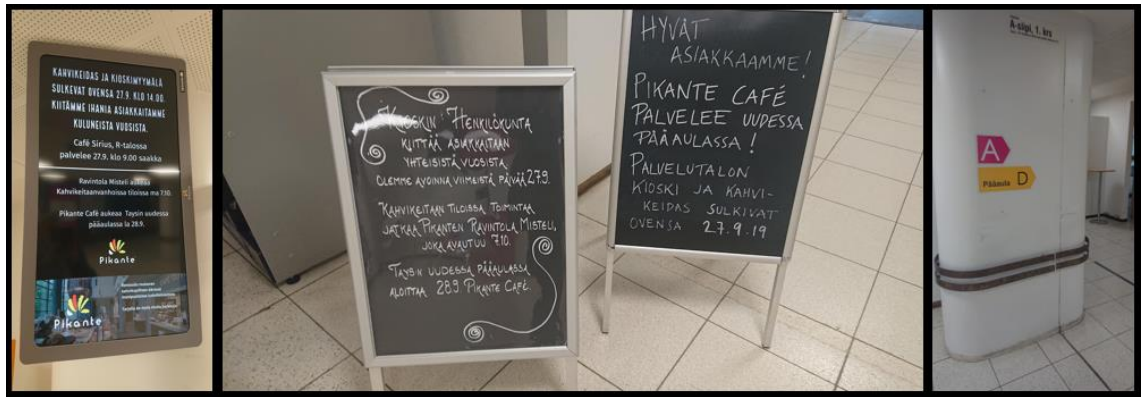 KAHVIKEIDAS JA KIOSKIMYYMÄLÄ
SULKEVAT OVENSA 27.9. KLO 14.00.
KIITÄMME IHANIA ASIAKKAITAMME
KULUNEISTA VUOSISTA.
Café Sirius, R-talossa
palvelee 27.9. klo 9.00 saakka
Ravintola Misteli aukeaa
Kahvikeitaanvanhoissa tiloissa ma 7.10.
Pikante Café aukeaa Taysin uudessa
pääaulassa la 28.9.
Pikante
Pikante
KIOSKIN HENKILÖKUNTA
KIITTÄÄ ASIAKKAITAAN
YHTEISISTÄ VUOSISTA.
OLEMME AVOINNA VIIMEISTÄ PÄIVÄÄ 27.9.
KAHVIKEITAAN TILOISSA TOIMINTAA
JATKAA PIKANTEN RAVINTOLA MISTELI,
JOKA AVAUTUU 7.10.
TAYSIN UUDESSA PÄÄAULASSA
ALOITTAA 28.9. PIKANTE CAFÉ.
HYVÄT
ASIAKKAAMME!
PIKANTE CAFÉ
PALVELEE UUDESSA
PÄÄAULASSA!
PALVELUTALON
KIOSKI JA KAHVI-
KEIDAS SULKIVAT
OVENSA 27.9.19
A-siipi, 1. krs
A
Pääaula D